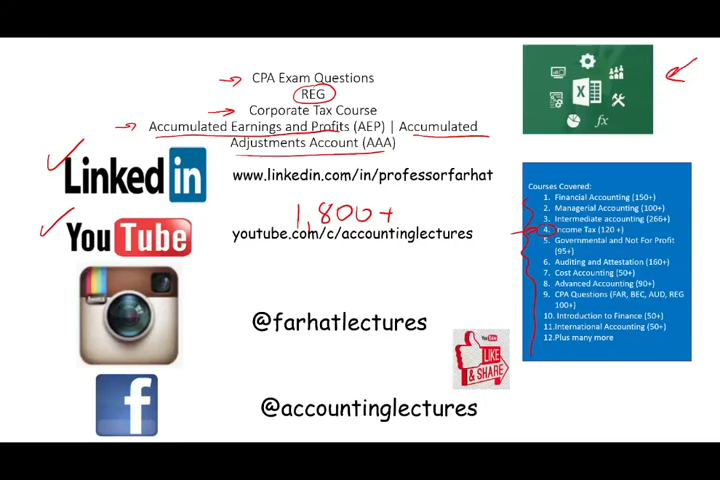 CPA Exam Questions
REG
Corporate Tax Course
Accumulated Earnings and Profits (AEP) | Accumulated
Adjustments Account (AAA)
Linked in
www.linkedin.com/in/professorfarhat
1,800+
YouTube
youtube.com/c/accountinglectures
@farhatlectures
f
@accountinglectures
YouTube
LIKE
& SHARE
X
fx
Courses Covered:
1. Financial Accounting (150+)
2. Managerial Accounting (100+)
3. Intermediate accounting (266+)
4. Income Tax (120 +)
5. Governmental and Not For Profit
(95+)
6. Auditing and Attestation (160+)
7. Cost Accounting (50+)
8. Advanced Accounting (90+)
9. CPA Questions (FAR, BEC, AUD, REG
100+)
10. Introduction to Finance (50+)
11.International Accounting (50+)
12.Plus many more